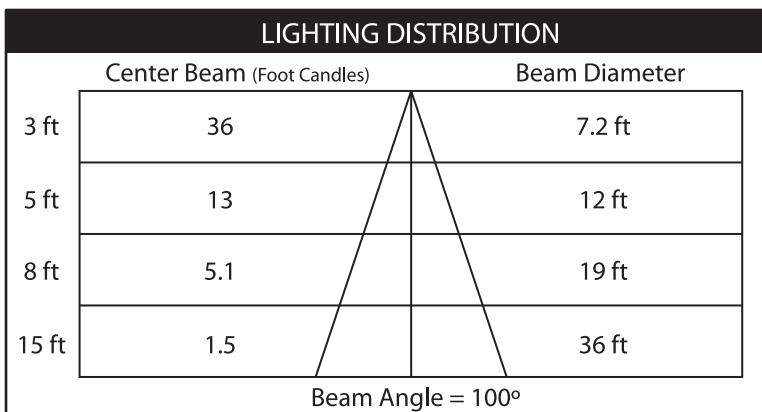 LIGHTING DISTRIBUTION
Center Beam (Foot Candles) Beam Diameter
3 ft 36 7.2 ft
5 ft 13 12 ft
8 ft 5.1 19 ft
15 ft 1.5 36 ft
Beam Angle = 100º